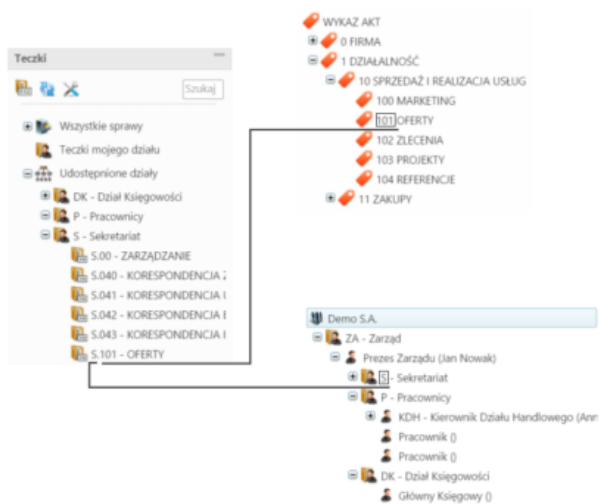 Teczki
Szukaj
Wszystkie sprawy
Teczki mojego działu
Udostępnione działy
DK - Dział Księgowości
P - Pracownicy
S - Sekretariat
S.00 - ZARZĄDZANIE
S.040 - KORESPONDENCJA
S.041 - KORESPONDENCJA
S.042 - KORESPONDENCJA
S.043 - KORESPONDENCJA
S.101 - OFERTY
WYKAZ AKT
0 FIRMA
1 DZIAŁALNOŚĆ
10 SPRZEDAŻ I REALIZACJA USŁUG
100 MARKETING
101 OFERTY
102 ZLECENIA
103 PROJEKTY
104 REFERENCJE
11 ZAKUPY
Demo S.A.
ZA - Zarząd
Prezes Zarządu (Jan Nowak)
S - Sekretariat
P - Pracownicy
KDH - Kierownik Działu Handlowego
Pracownik ()
Pracownik ()
DK - Dział Księgowości
Główny Księgowy ()